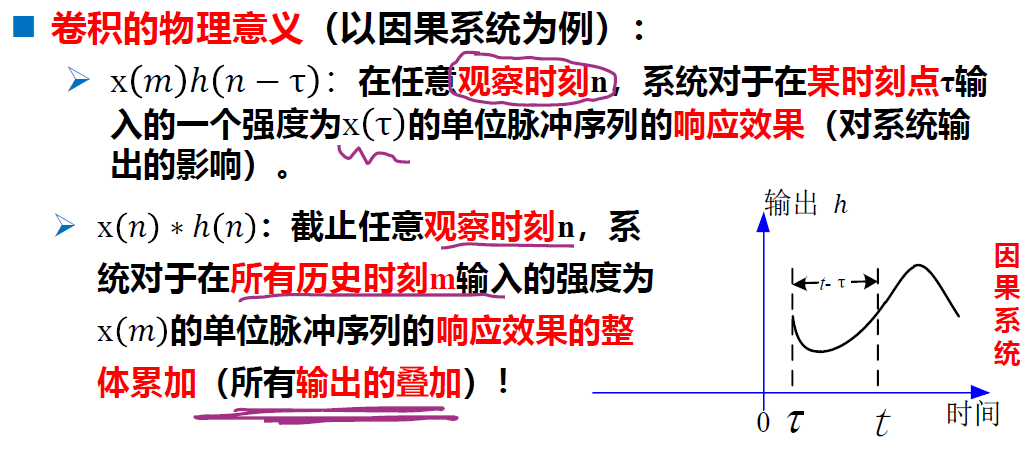 ■ 卷积的物理意义（以因果系统为例）：
➢ x(m)h(n − τ)：在任意观察时刻n，系统对于在某时刻点τ输
入的一个强度为x(τ)的单位脉冲序列的响应效果（对系统输
出的影响）。
➢ x(n) ∗ h(n)：截止任意观察时刻n，系
统对于在所有历史时刻m输入的强度为
x(m)的单位脉冲序列的响应效果的整
体累加（所有输出的叠加）！
输出 h
t- τ
0 τ t 时间
因果系统